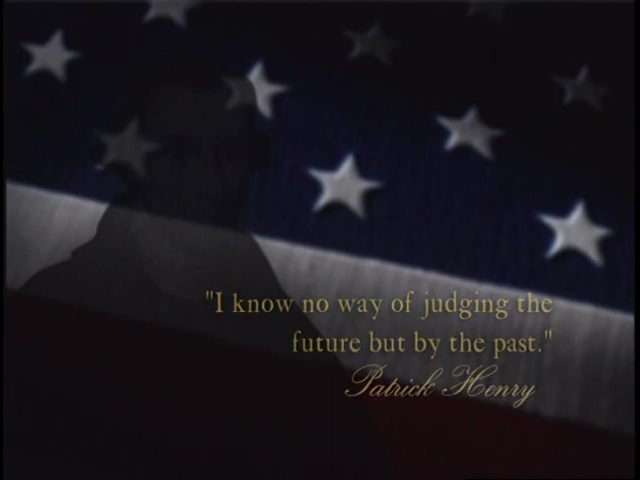 "I know no way of judging the
future but by the past."
Patrick Henry